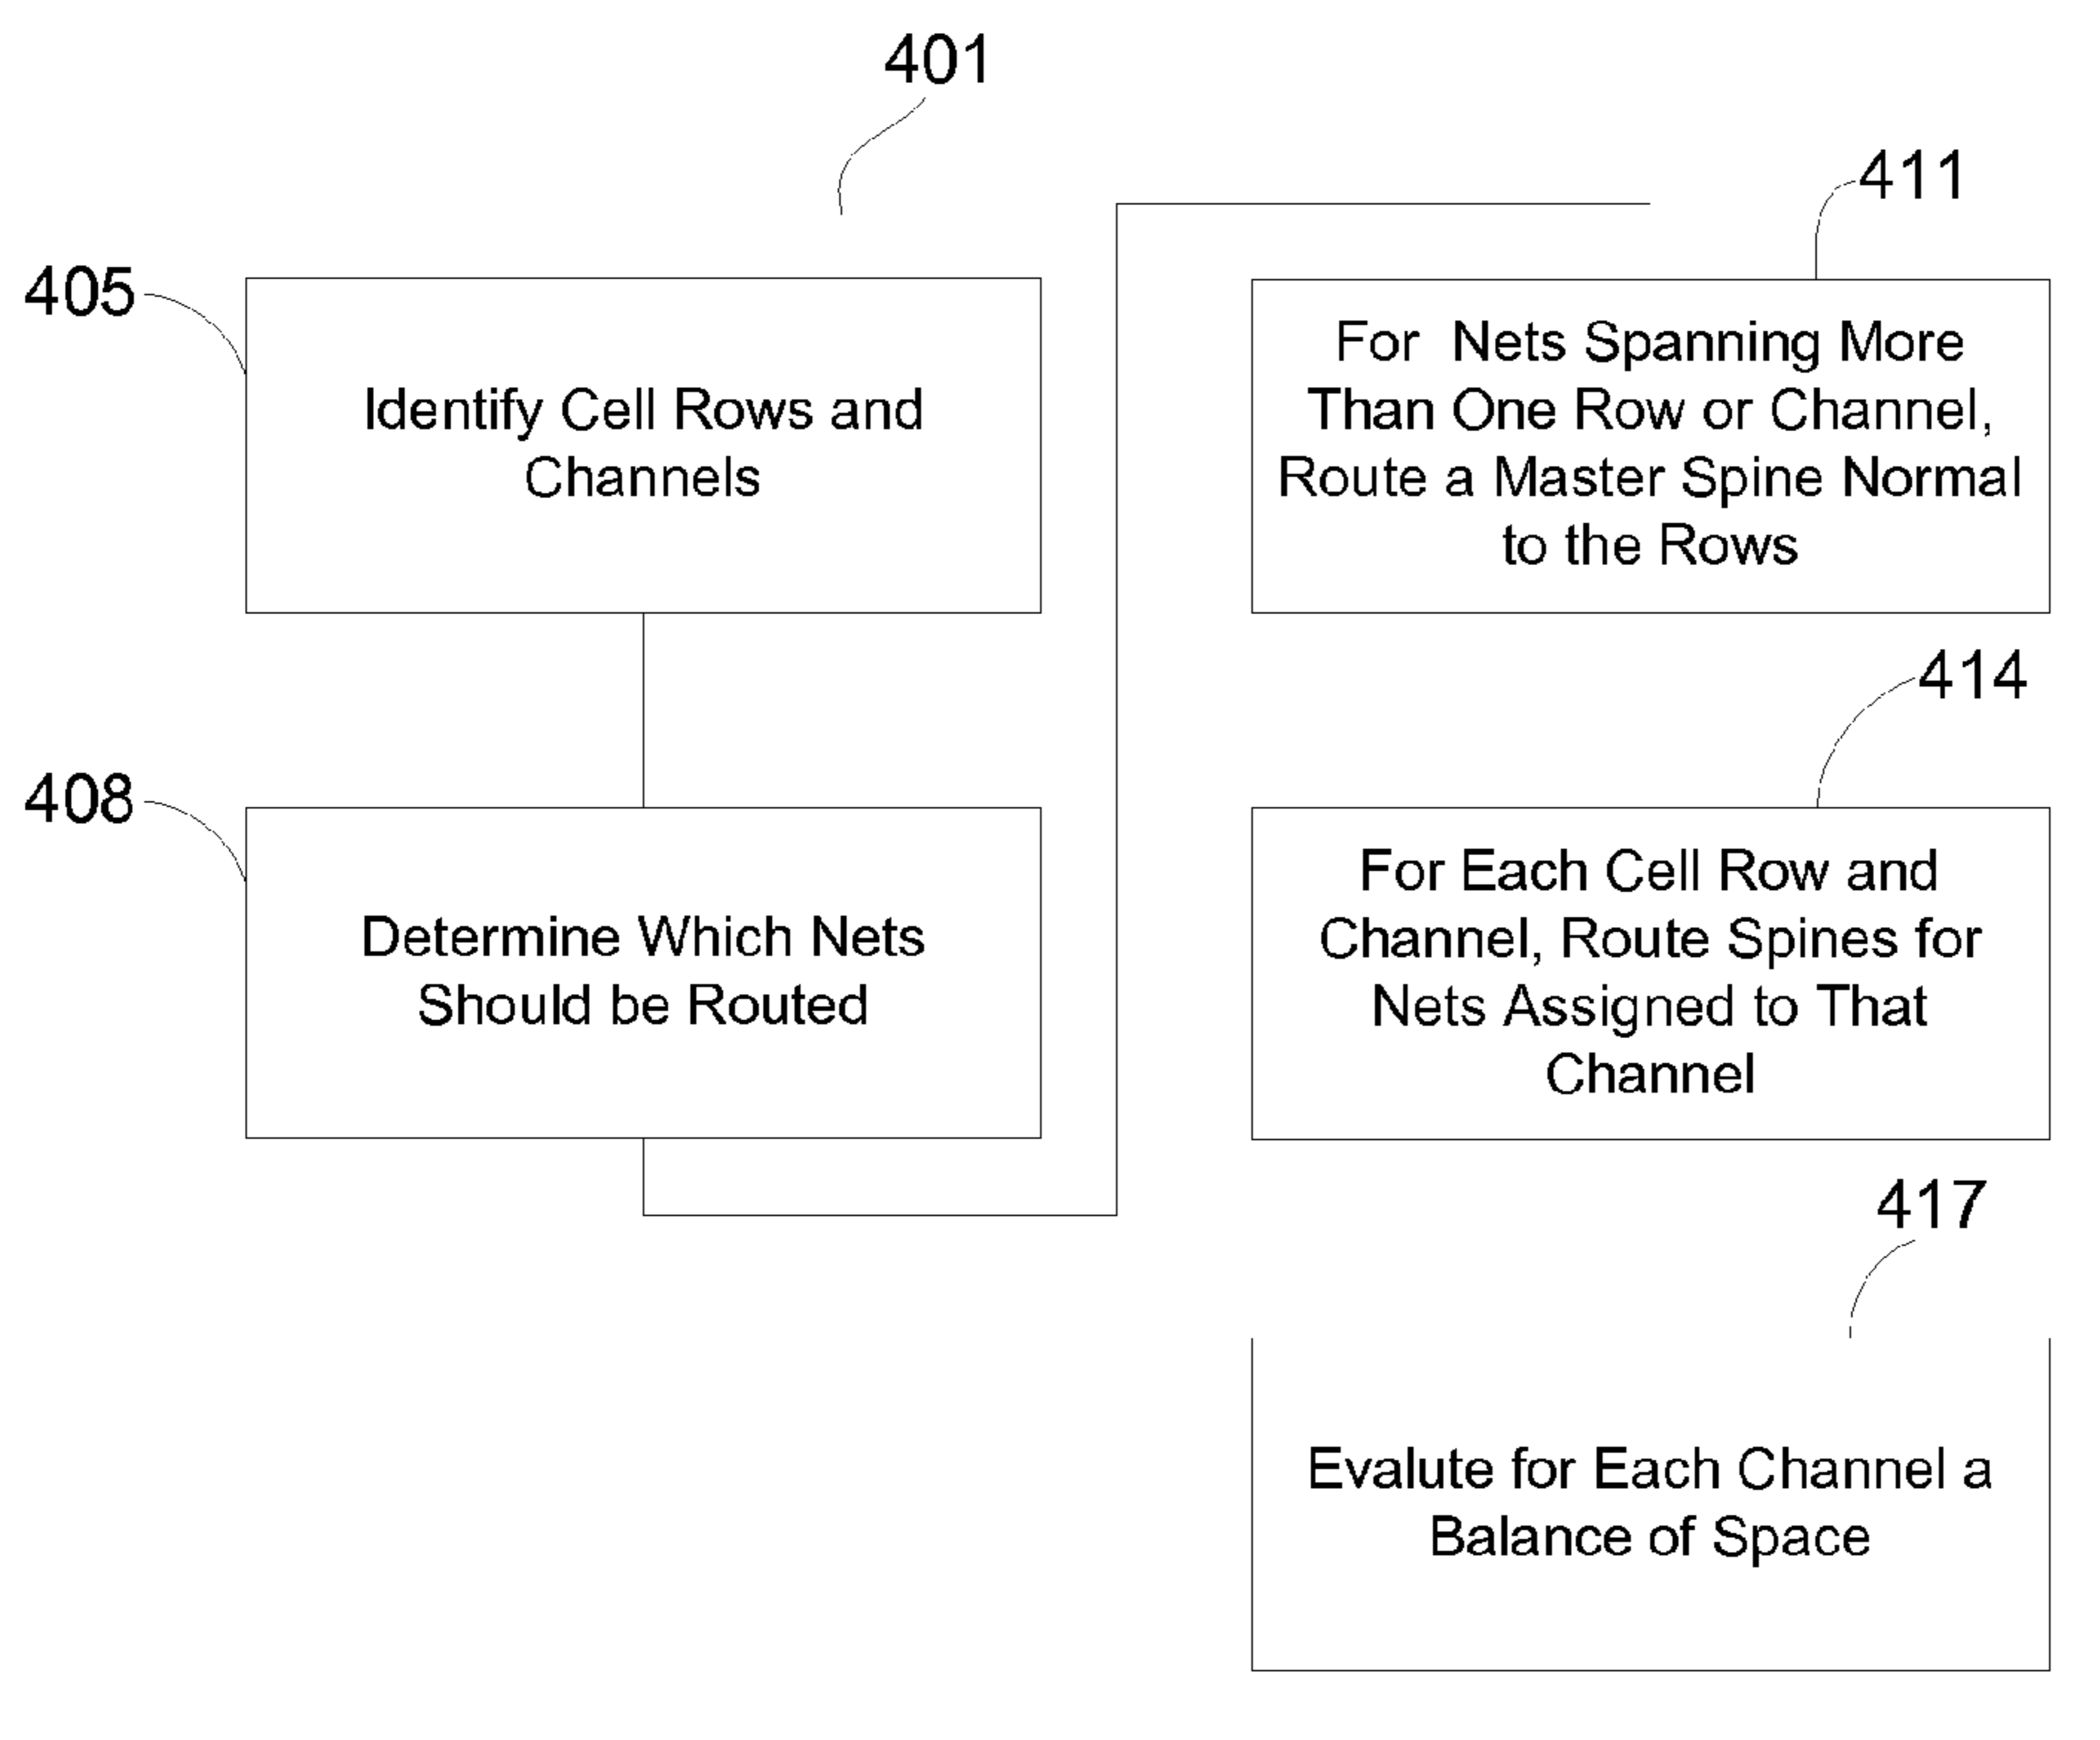 401
405
Identify Cell Rows and
Channels
408
Determine Which Nets
Should be Routed
411
For Nets Spanning More
Than One Row or Channel,
Route a Master Spine Normal
to the Rows
414
For Each Cell Row and
Channel, Route Spines for
Nets Assigned to That
Channel
417
Evalute for Each Channel a
Balance of Space